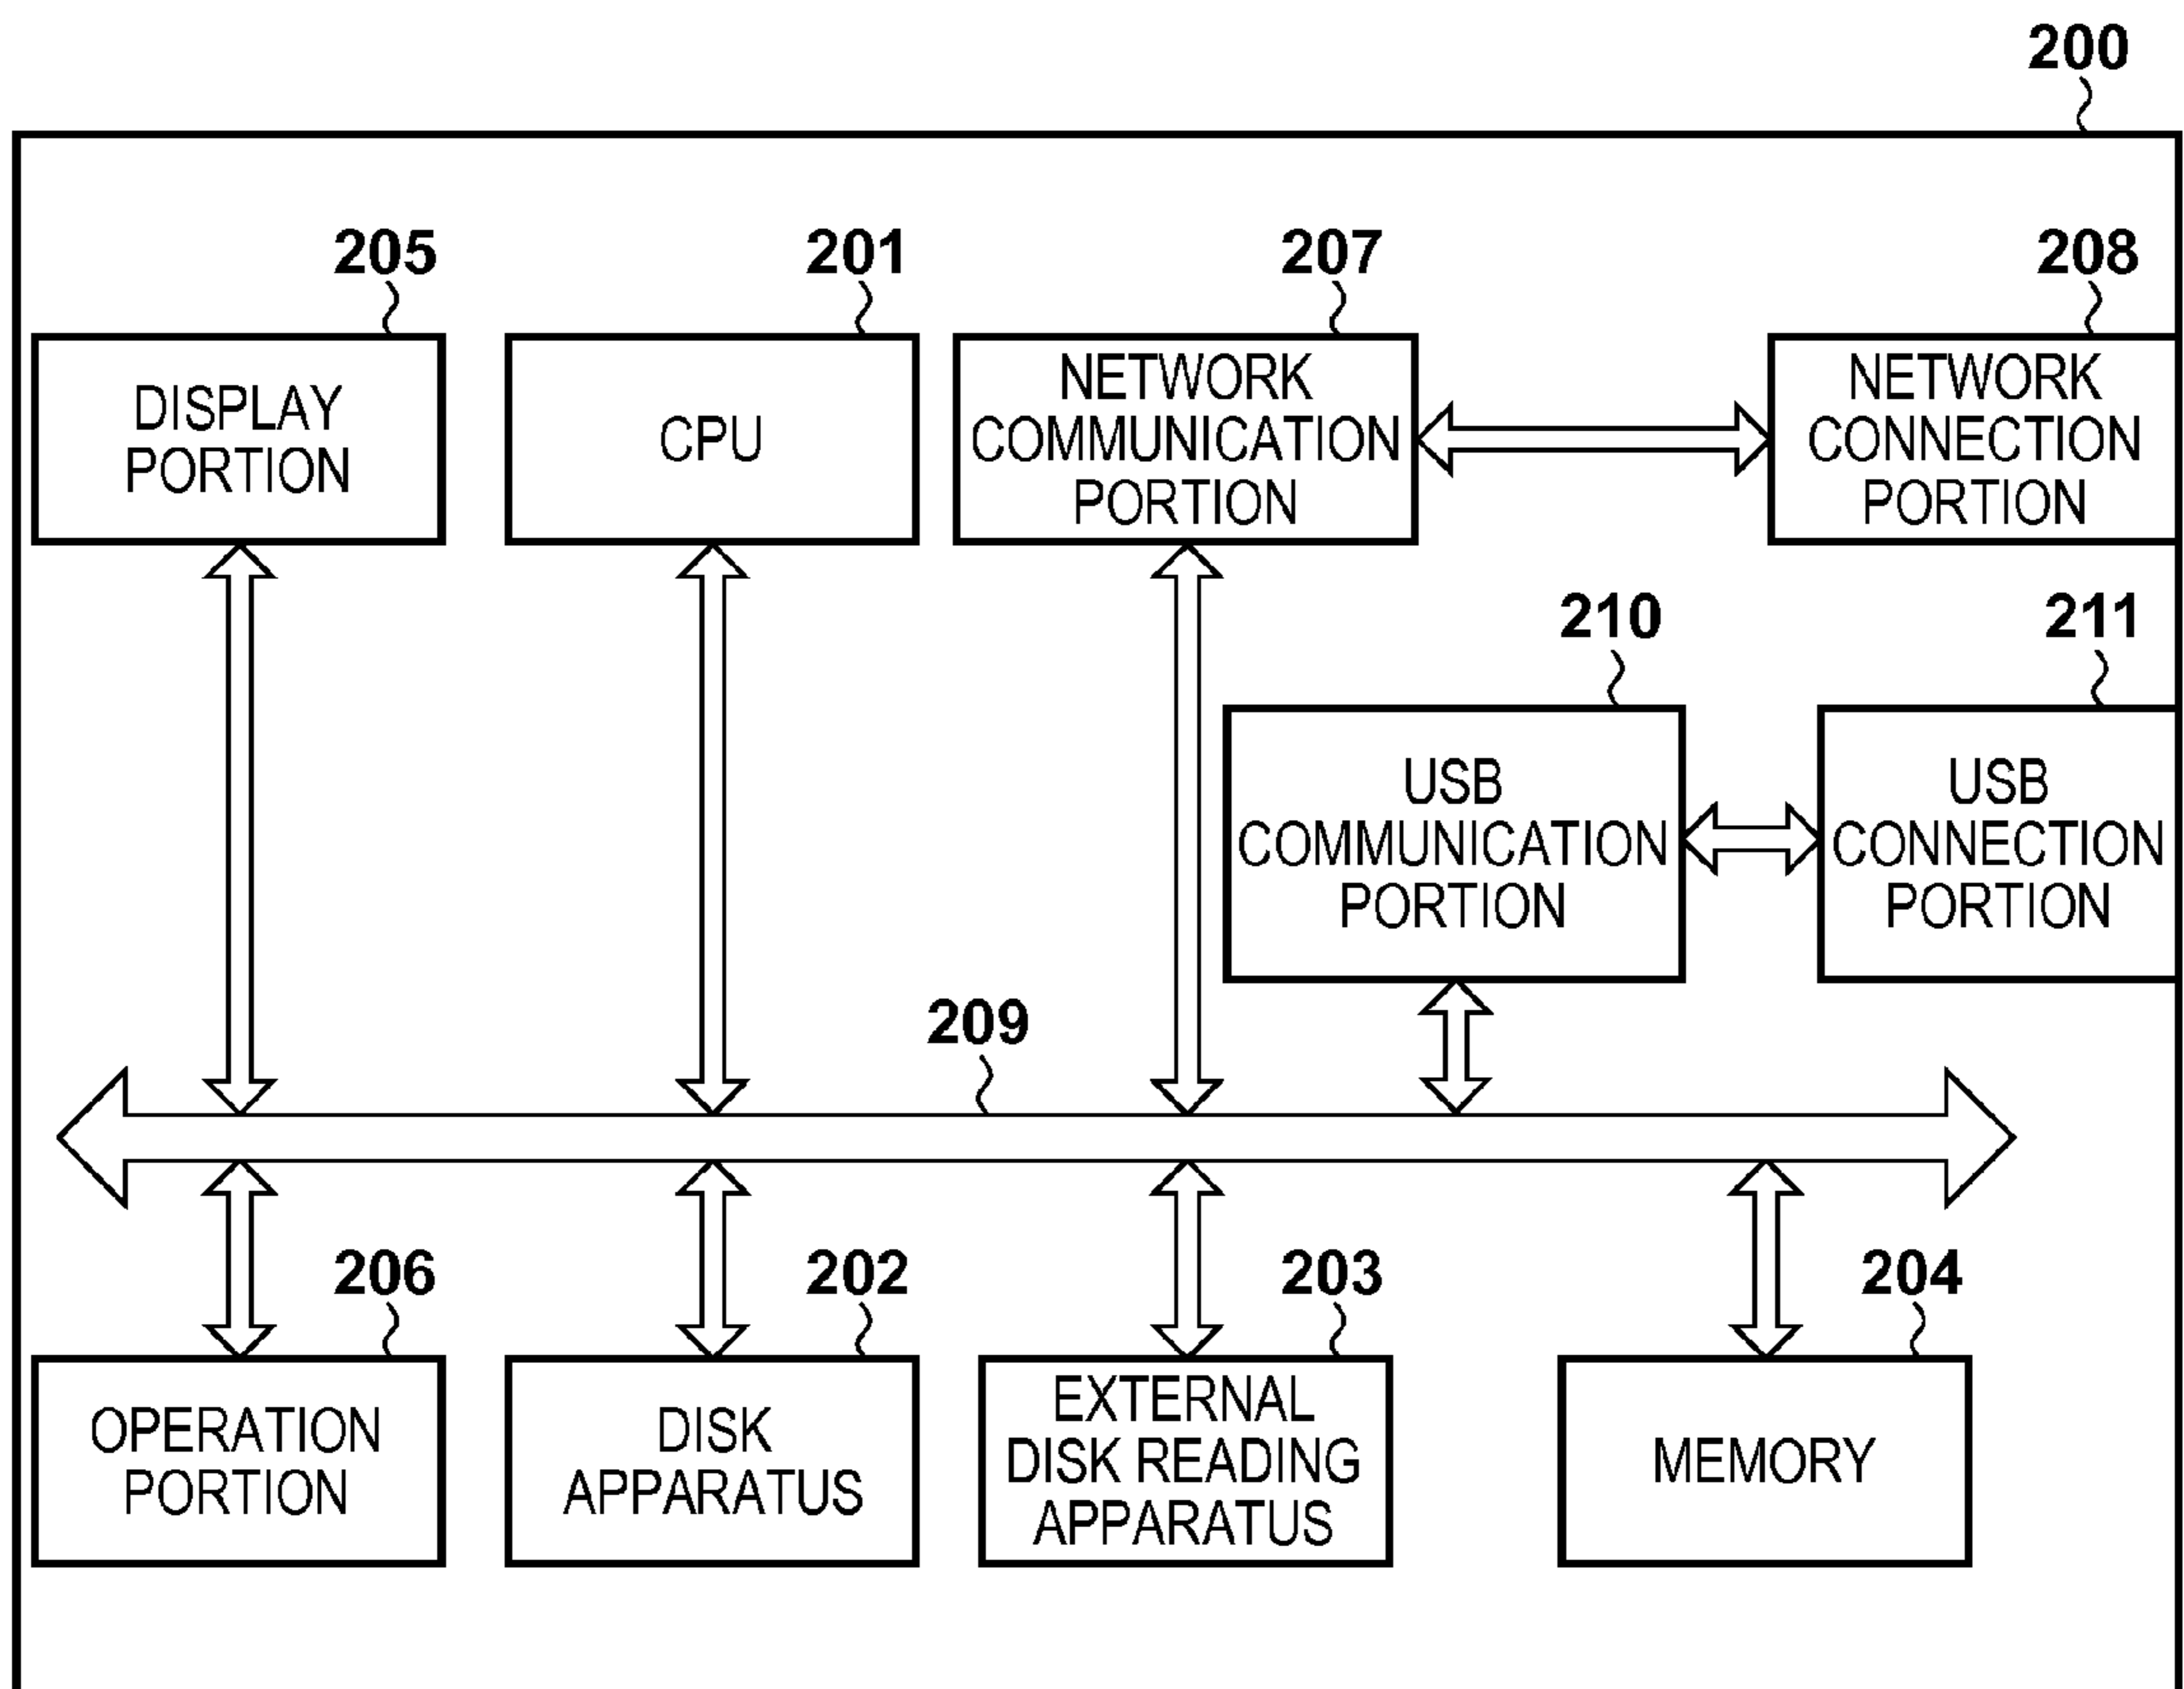 200
205
201
207
208
DISPLAY
PORTION
CPU
NETWORK
COMMUNICATION
PORTION
NETWORK
CONNECTION
PORTION
210
211
USB
COMMUNICATION
PORTION
USB
CONNECTION
PORTION
209
206
202
203
204
OPERATION
PORTION
DISK
APPARATUS
EXTERNAL
DISK READING
APPARATUS
MEMORY